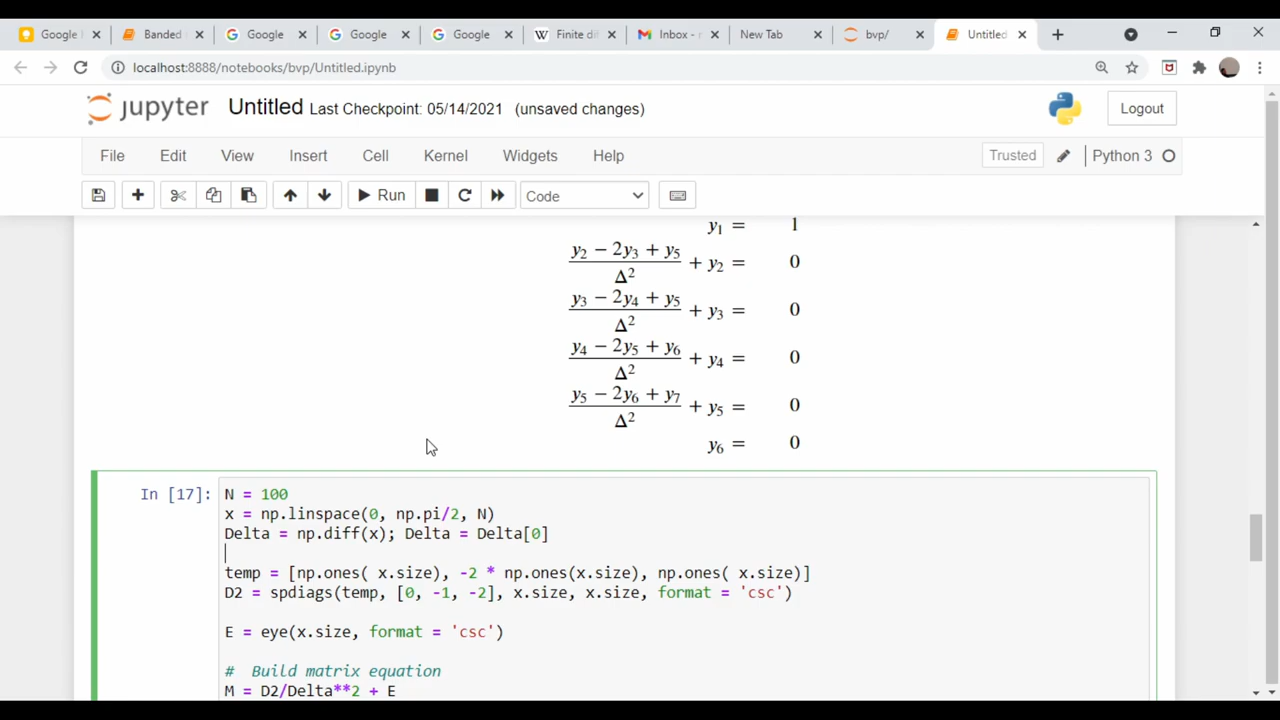 Google
Banded
Google
Google
Google
Finite di
Inbox - r
New Tab
bvp/
Untitled
localhost:8888/notebooks/bvp/Untitled.ipynb
jupyter Untitled Last Checkpoint: 05/14/2021 (unsaved changes)
Logout
File Edit View Insert Cell Kernel Widgets Help
Trusted
Python 3
Run
Code
y₁ = 1
(y₂ − 2y₃ + y₅)/Δ² + y₂ = 0
(y₃ − 2y₄ + y₅)/Δ² + y₃ = 0
(y₄ − 2y₅ + y₆)/Δ² + y₄ = 0
(y₅ − 2y₆ + y₇)/Δ² + y₅ = 0
y₆ = 0
In [17]: N = 100
x = np.linspace(0, np.pi/2, N)
Delta = np.diff(x); Delta = Delta[0]
temp = [np.ones( x.size), -2 * np.ones(x.size), np.ones( x.size)]
D2 = spdiags(temp, [0, -1, -2], x.size, x.size, format = 'csc')
E = eye(x.size, format = 'csc')
# Build matrix equation
M = D2/Delta**2 + E